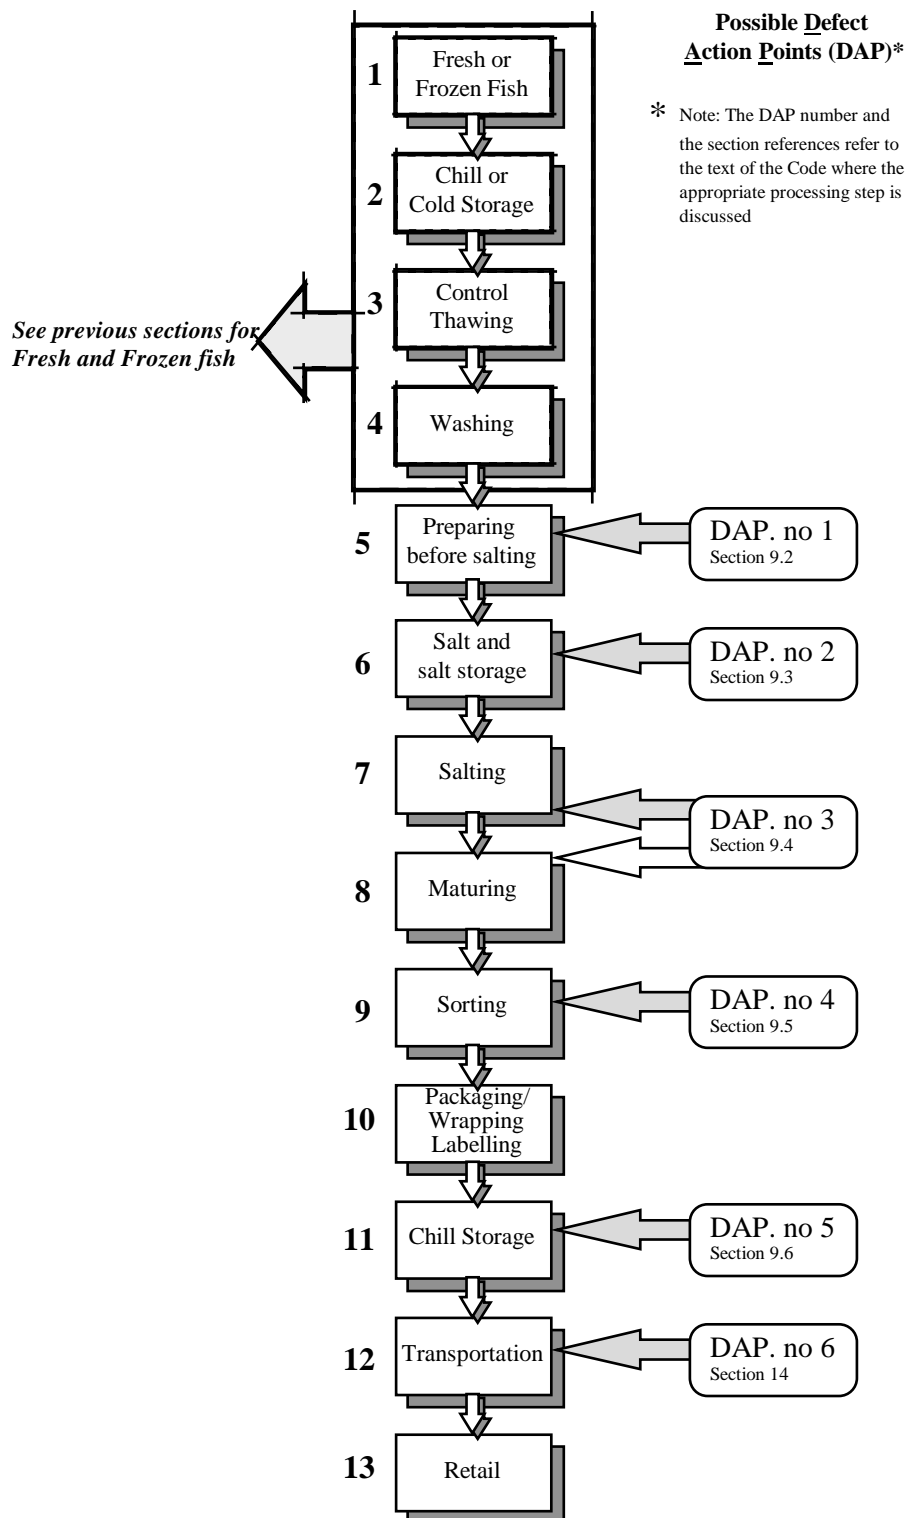 Possible Defect
Action Points (DAP)*
* Note: The DAP number and
the section references refer to
the text of the Code where the
appropriate processing step is
discussed
1
Fresh or
Frozen Fish
2
Chill or
Cold Storage
3
Control
Thawing
See previous sections for
Fresh and Frozen fish
4
Washing
5
Preparing
before salting
DAP. no 1
Section 9.2
6
Salt and
salt storage
DAP. no 2
Section 9.3
7
Salting
DAP. no 3
Section 9.4
8
Maturing
9
Sorting
DAP. no 4
Section 9.5
10
Packaging/
Wrapping
Labelling
11
Chill Storage
DAP. no 5
Section 9.6
12
Transportation
DAP. no 6
Section 14
13
Retail